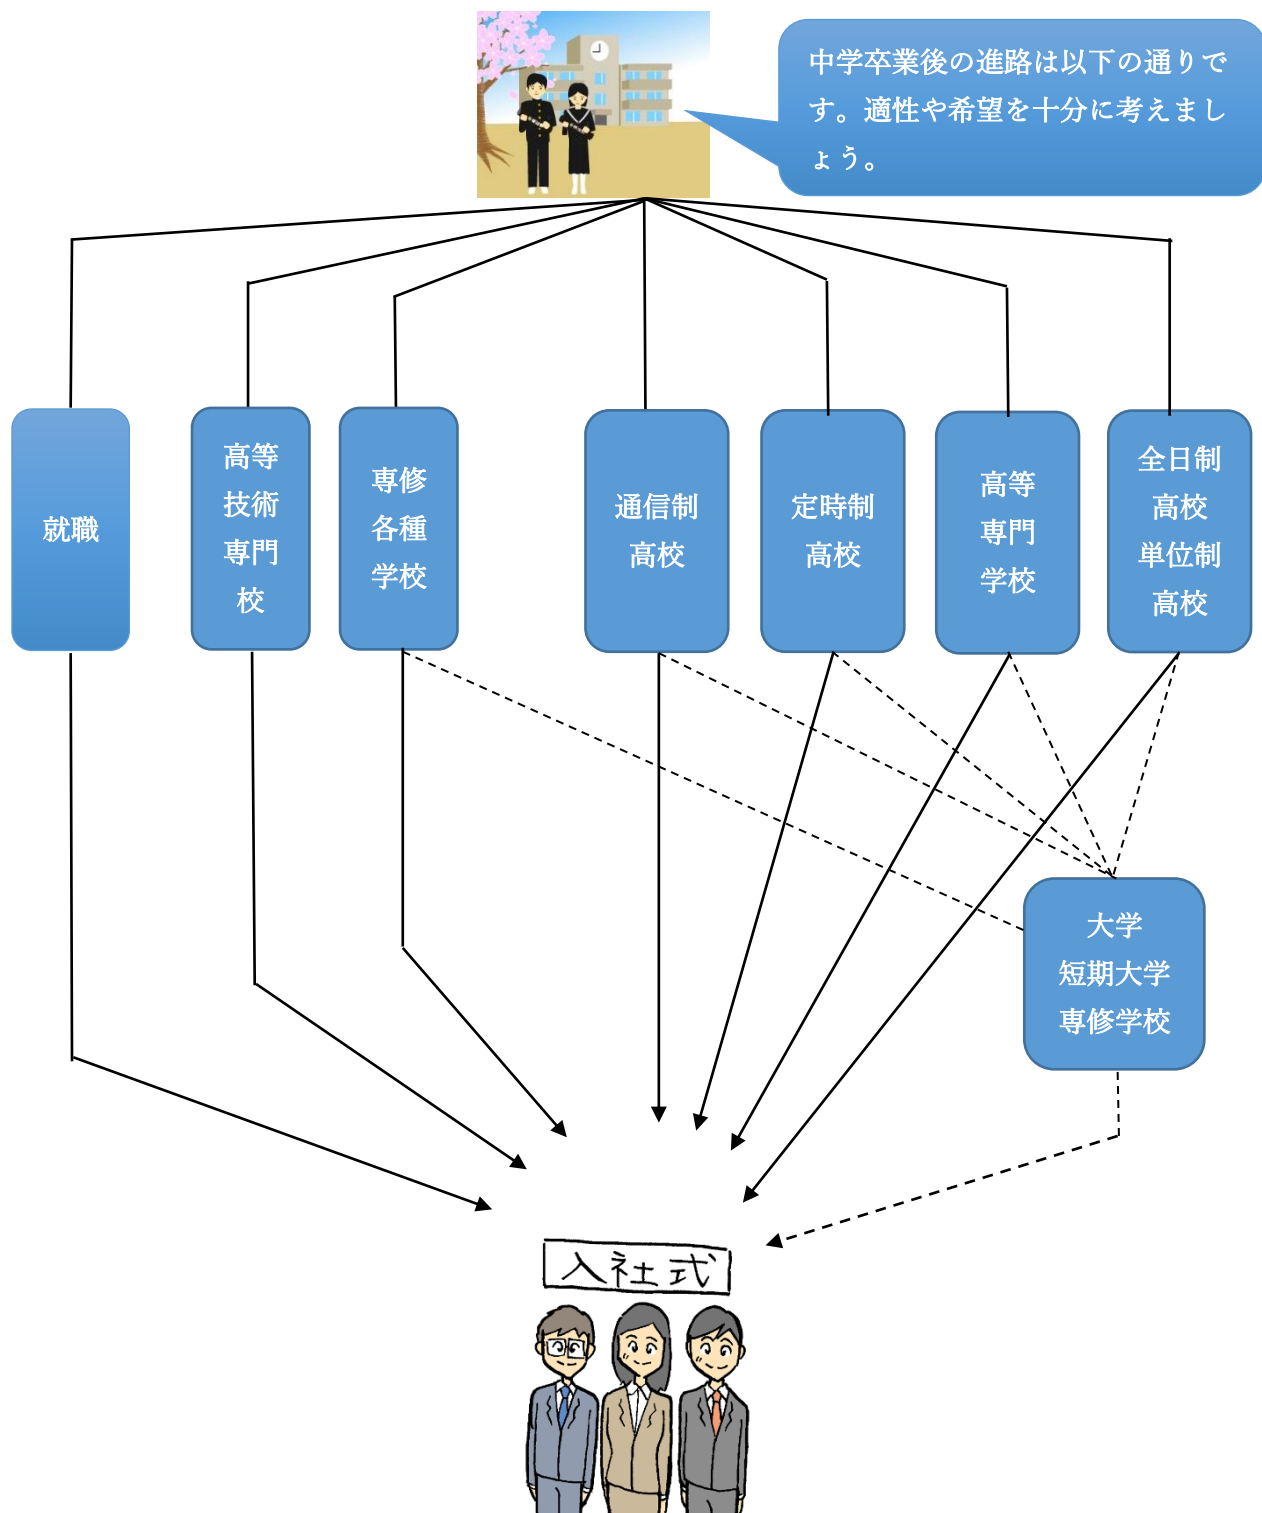 中学卒業後の進路は以下の通りで
す。適性や希望を十分に考えまし
ょう。
就職
高等
技術
専門
校
専修
各種
学校
通信制
高校
定時制
高校
高等
専門
学校
全日制
高校
単位制
高校
大学
短期大学
専修学校
入社式